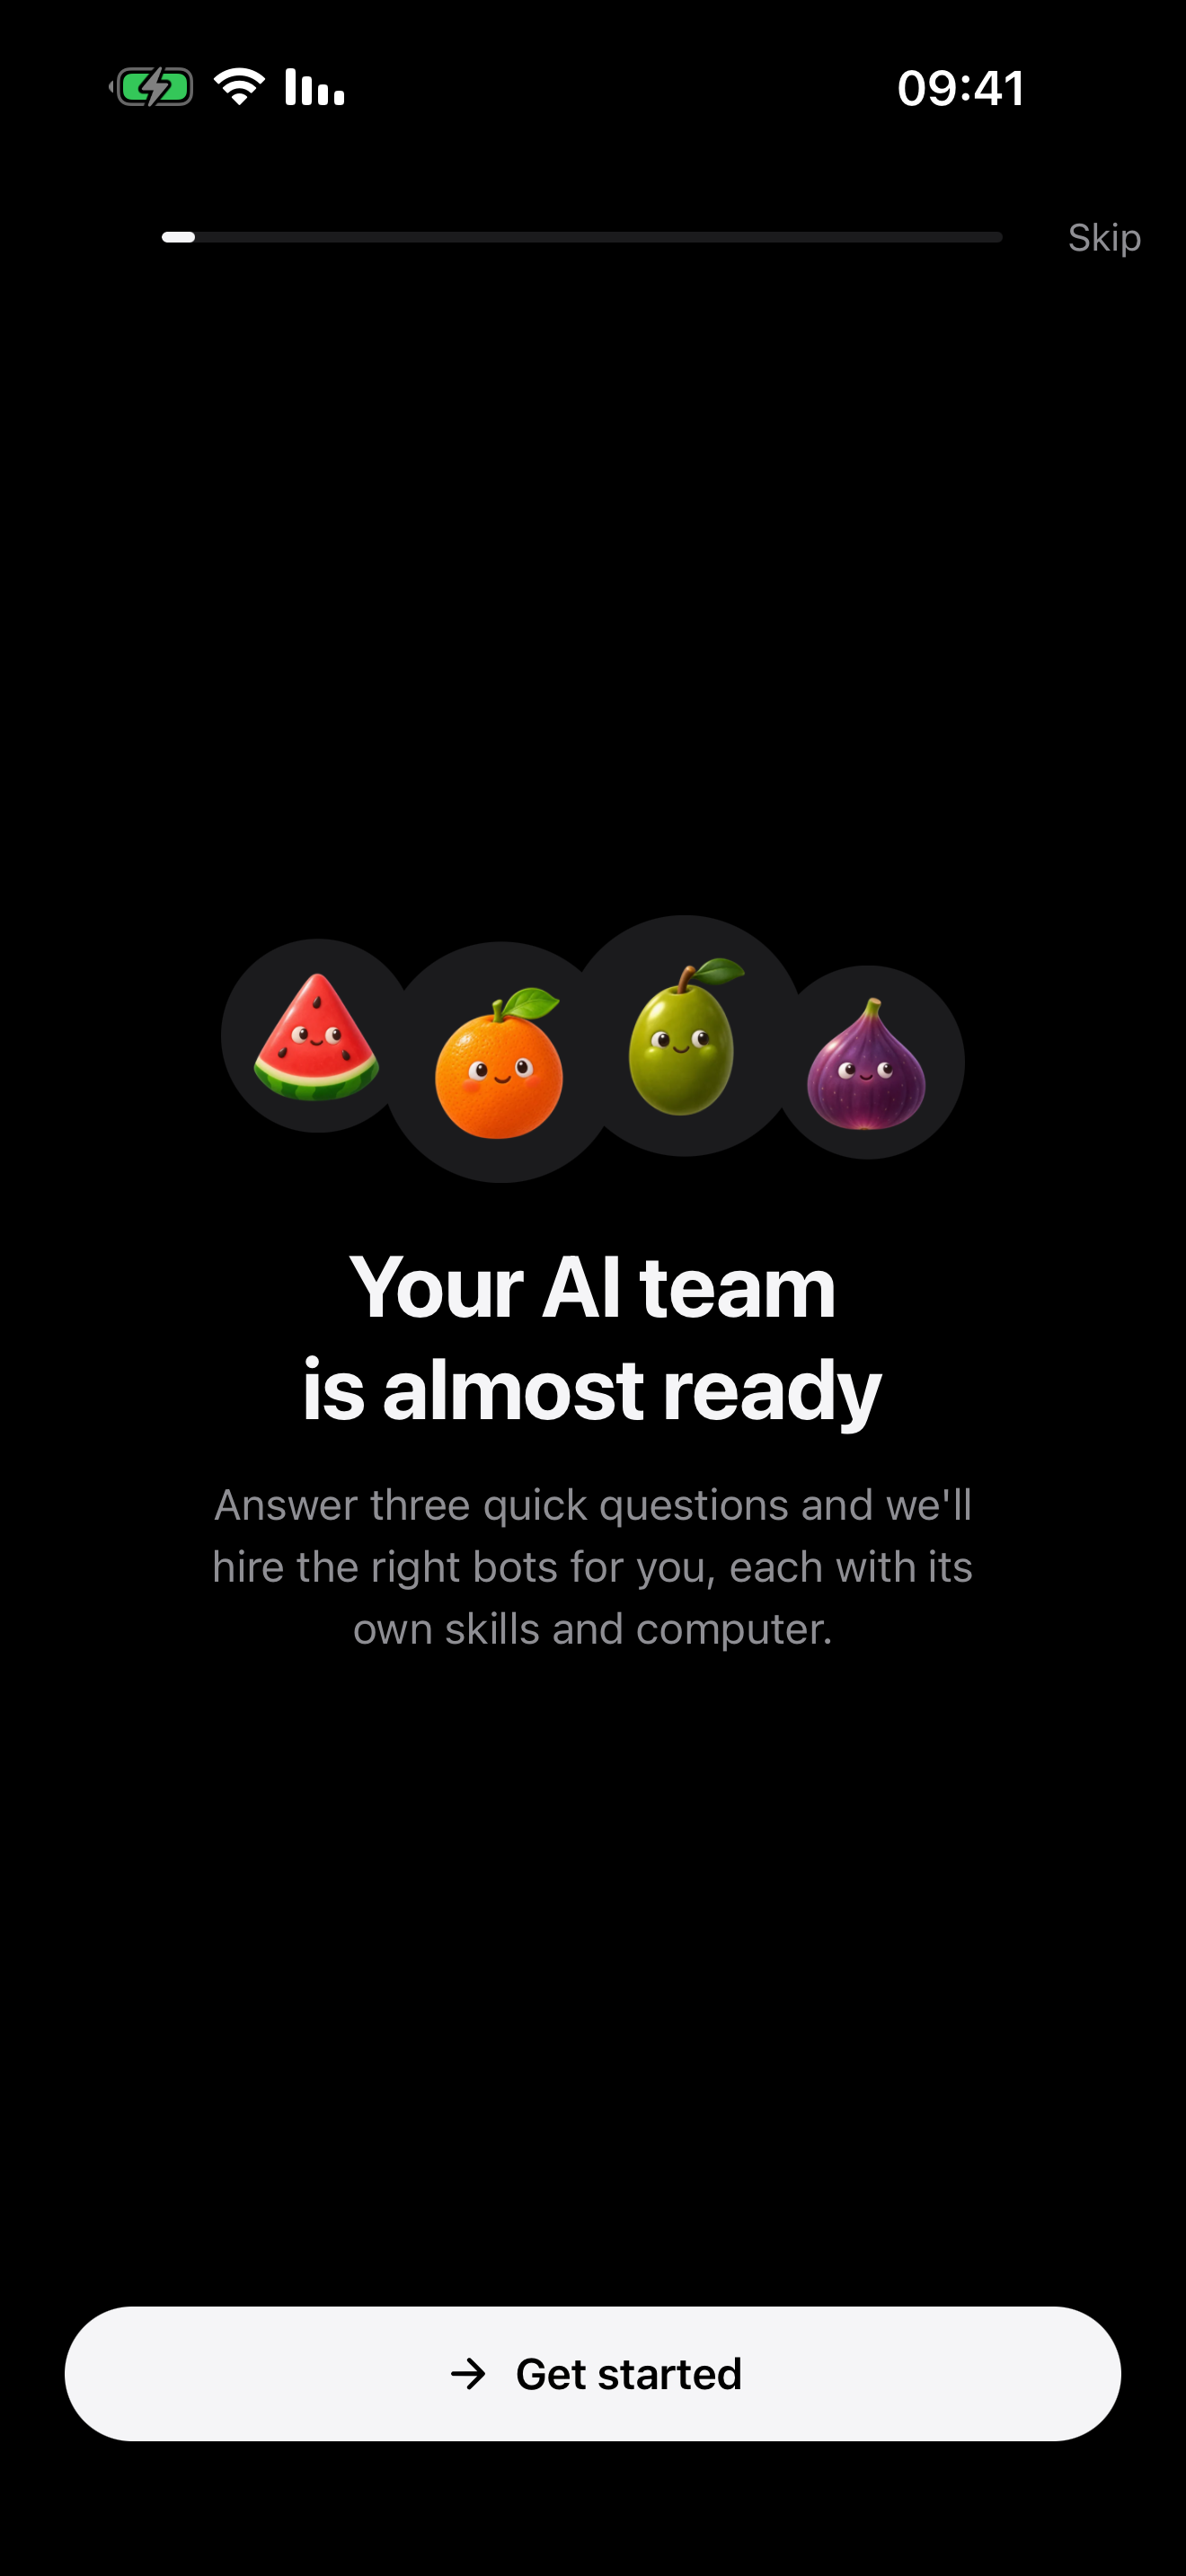 09:41
Skip
Your AI team
is almost ready
Answer three quick questions and we'll
hire the right bots for you, each with its
own skills and computer.
Get started